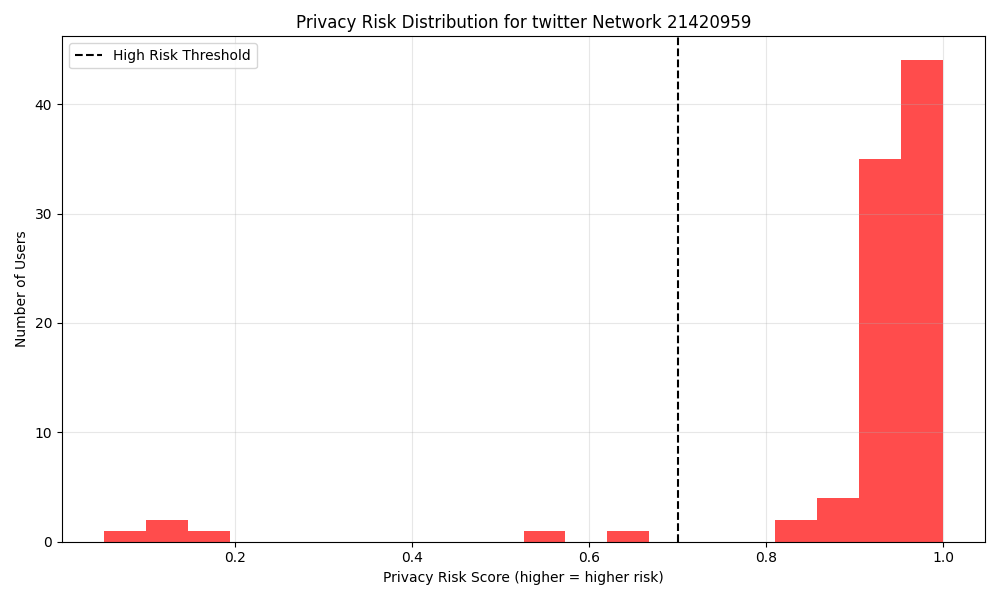 Privacy Risk Distribution for twitter Network 21420959
High Risk Threshold
Number of Users
40
30
20
10
0
0.2
0.4
0.6
0.8
1.0
Privacy Risk Score (higher = higher risk)